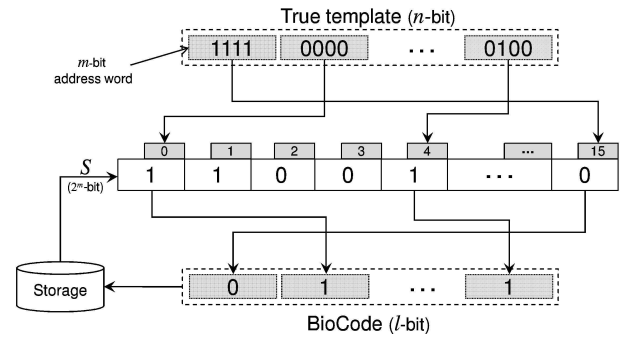 True template (n-bit)
1111 0000 ... 0100
m-bit
address word
0 1 2 3 4 ... 15
S
(2ᵐ-bit)
1 1 0 0 1 ... 0
Storage
0 1 ... 1
BioCode (l-bit)